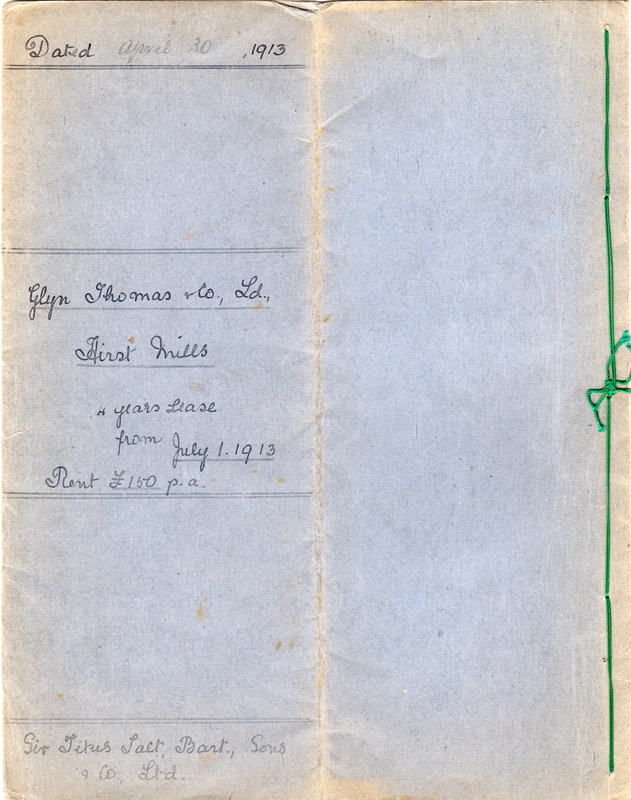 Dated April 30, 1913
Glyn Thomas & Co., Ld.,
Hirst Mills
4 years Lease
from July 1. 1913
Rent £150 p.a.
Sir Titus Salt, Bart., Sons
& Co, Ltd.